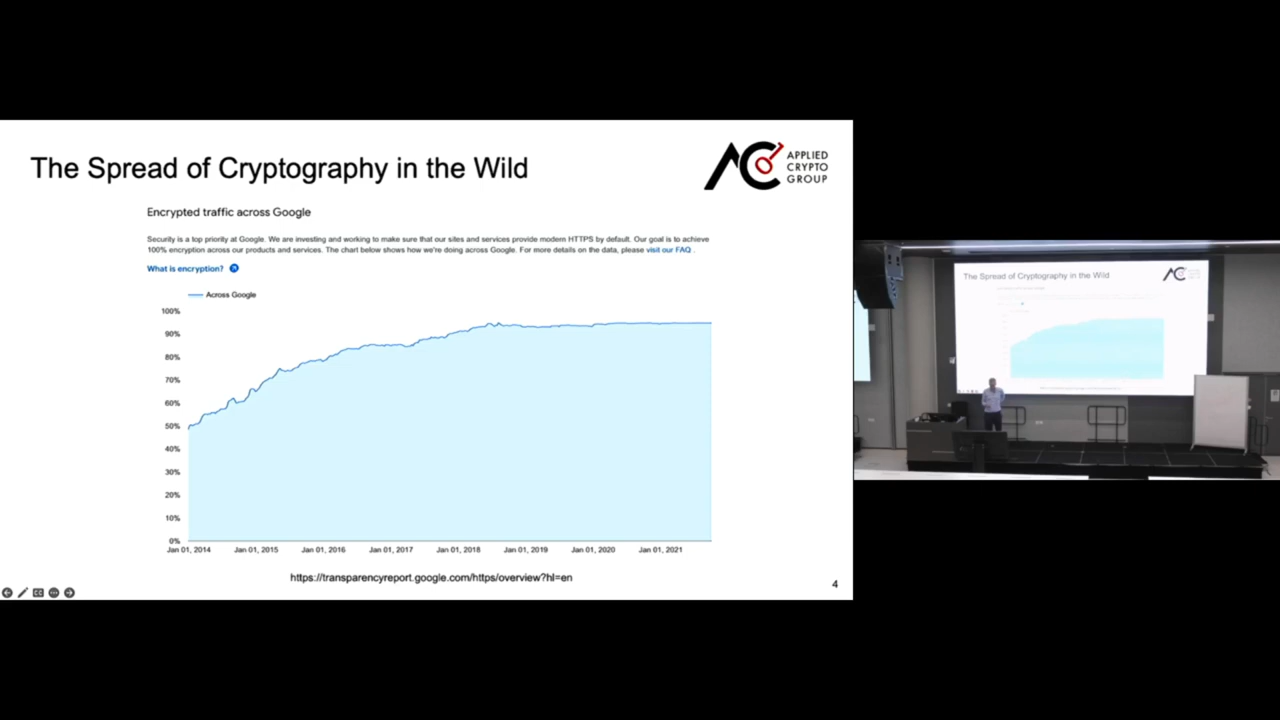 The Spread of Cryptography in the Wild
APPLIED
CRYPTO
GROUP
Encrypted traffic across Google
Security is a top priority at Google. We are investing and working to make sure that our sites and services provide modern HTTPS by default. Our goal is to achieve
100% encryption across our products and services. The chart below shows how we're doing across Google. For more details on the data, please visit our FAQ .
What is encryption?
Across Google
100%
90%
80%
70%
60%
50%
40%
30%
20%
10%
0%
Jan 01, 2014 Jan 01, 2015 Jan 01, 2016 Jan 01, 2017 Jan 01, 2018 Jan 01, 2019 Jan 01, 2020 Jan 01, 2021
https://transparencyreport.google.com/https/overview?hl=en
4
The Spread of Cryptography in the Wild